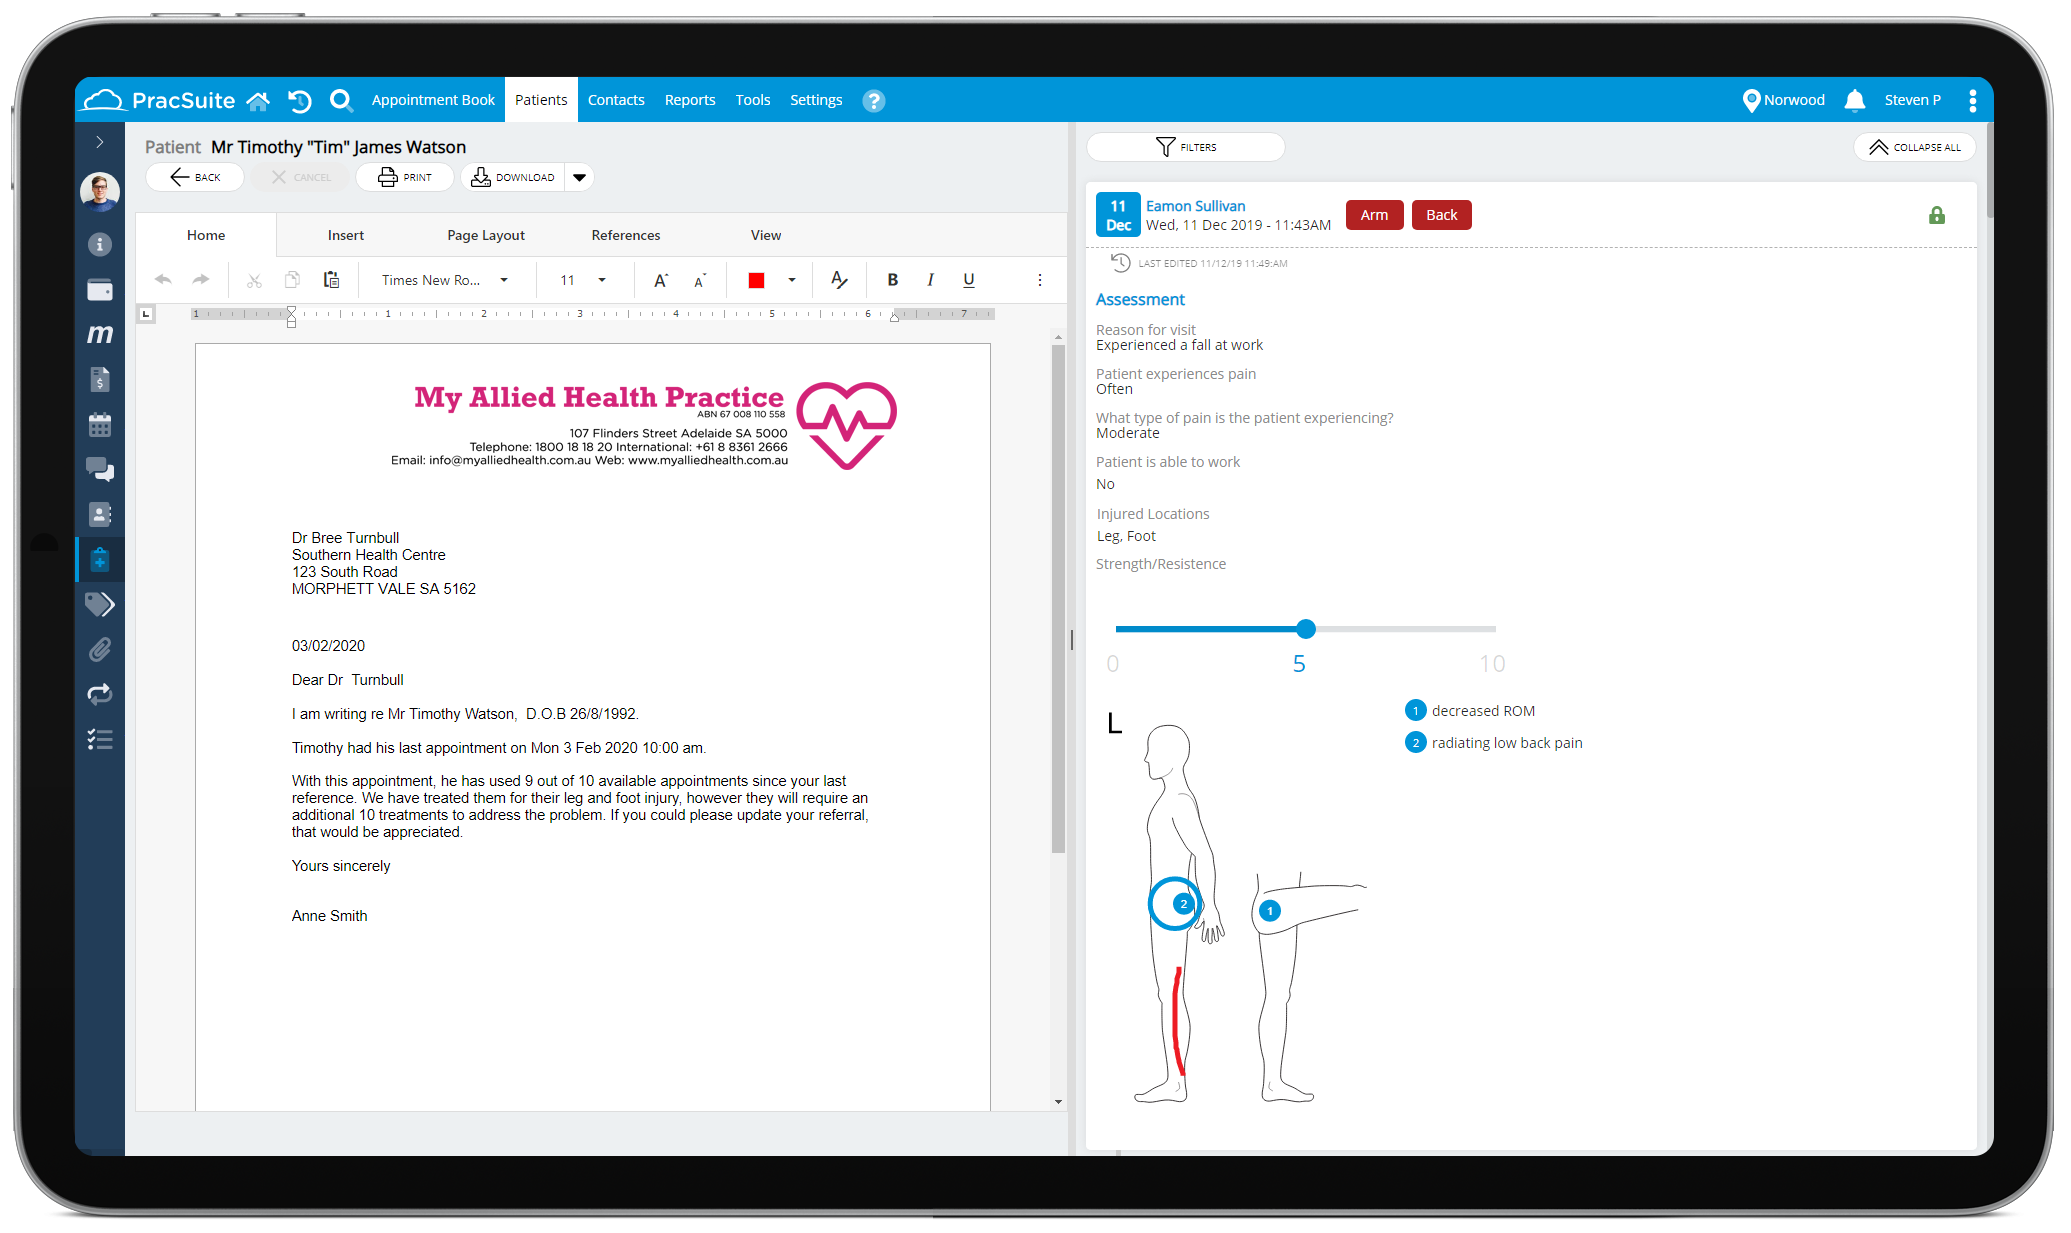 PracSuite
Appointment Book
Patients
Contacts
Reports
Tools
Settings
?
Norwood
Steven P
Patient Mr Timothy "Tim" James Watson
BACK
CANCEL
PRINT
DOWNLOAD
Home
Insert
Page Layout
References
View
Times New Ro...
11
A
A
A
B
I
U
L
1 1 2 3 4 5 6 7
My Allied Health Practice
ABN 67 008 110 558
107 Flinders Street Adelaide SA 5000
Telephone: 1800 18 18 20 International: +61 8 8361 2666
Email: info@myalliedhealth.com.au Web: www.myalliedhealth.com.au
Dr Bree Turnbull
Southern Health Centre
123 South Road
MORPHETT VALE SA 5162
03/02/2020
Dear Dr  Turnbull
I am writing re Mr Timothy Watson,  D.O.B 26/8/1992.
Timothy had his last appointment on Mon 3 Feb 2020 10:00 am.
With this appointment, he has used 9 out of 10 available appointments since your last
reference. We have treated them for their leg and foot injury, however they will require an
additional 10 treatments to address the problem. If you could please update your referral,
that would be appreciated.
Yours sincerely
Anne Smith
i
m
$
FILTERS
COLLAPSE ALL
11
Dec
Eamon Sullivan
Wed, 11 Dec 2019 - 11:43AM
Arm
Back
LAST EDITED 11/12/19 11:49:AM
Assessment
Reason for visit
Experienced a fall at work
Patient experiences pain
Often
What type of pain is the patient experiencing?
Moderate
Patient is able to work
No
Injured Locations
Leg, Foot
Strength/Resistence
0
5
10
L
1 decreased ROM
2 radiating low back pain
2
1